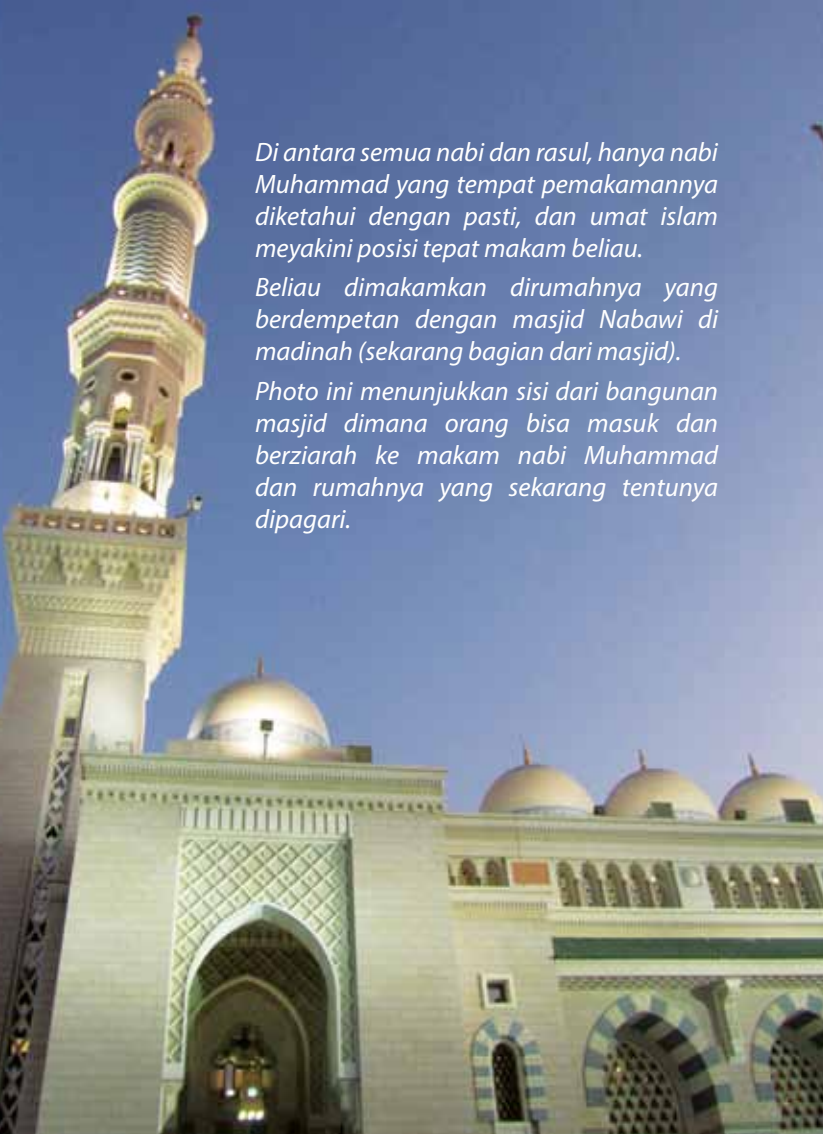 Di antara semua nabi dan rasul, hanya nabi
Muhammad yang tempat pemakamannya
diketahui dengan pasti, dan umat islam
meyakini posisi tepat makam beliau.
Beliau dimakamkan dirumahnya yang
berdempetan dengan masjid Nabawi di
madinah (sekarang bagian dari masjid).
Photo ini menunjukkan sisi dari bangunan
masjid dimana orang bisa masuk dan
berziarah ke makam nabi Muhammad
dan rumahnya yang sekarang tentunya
dipagari.